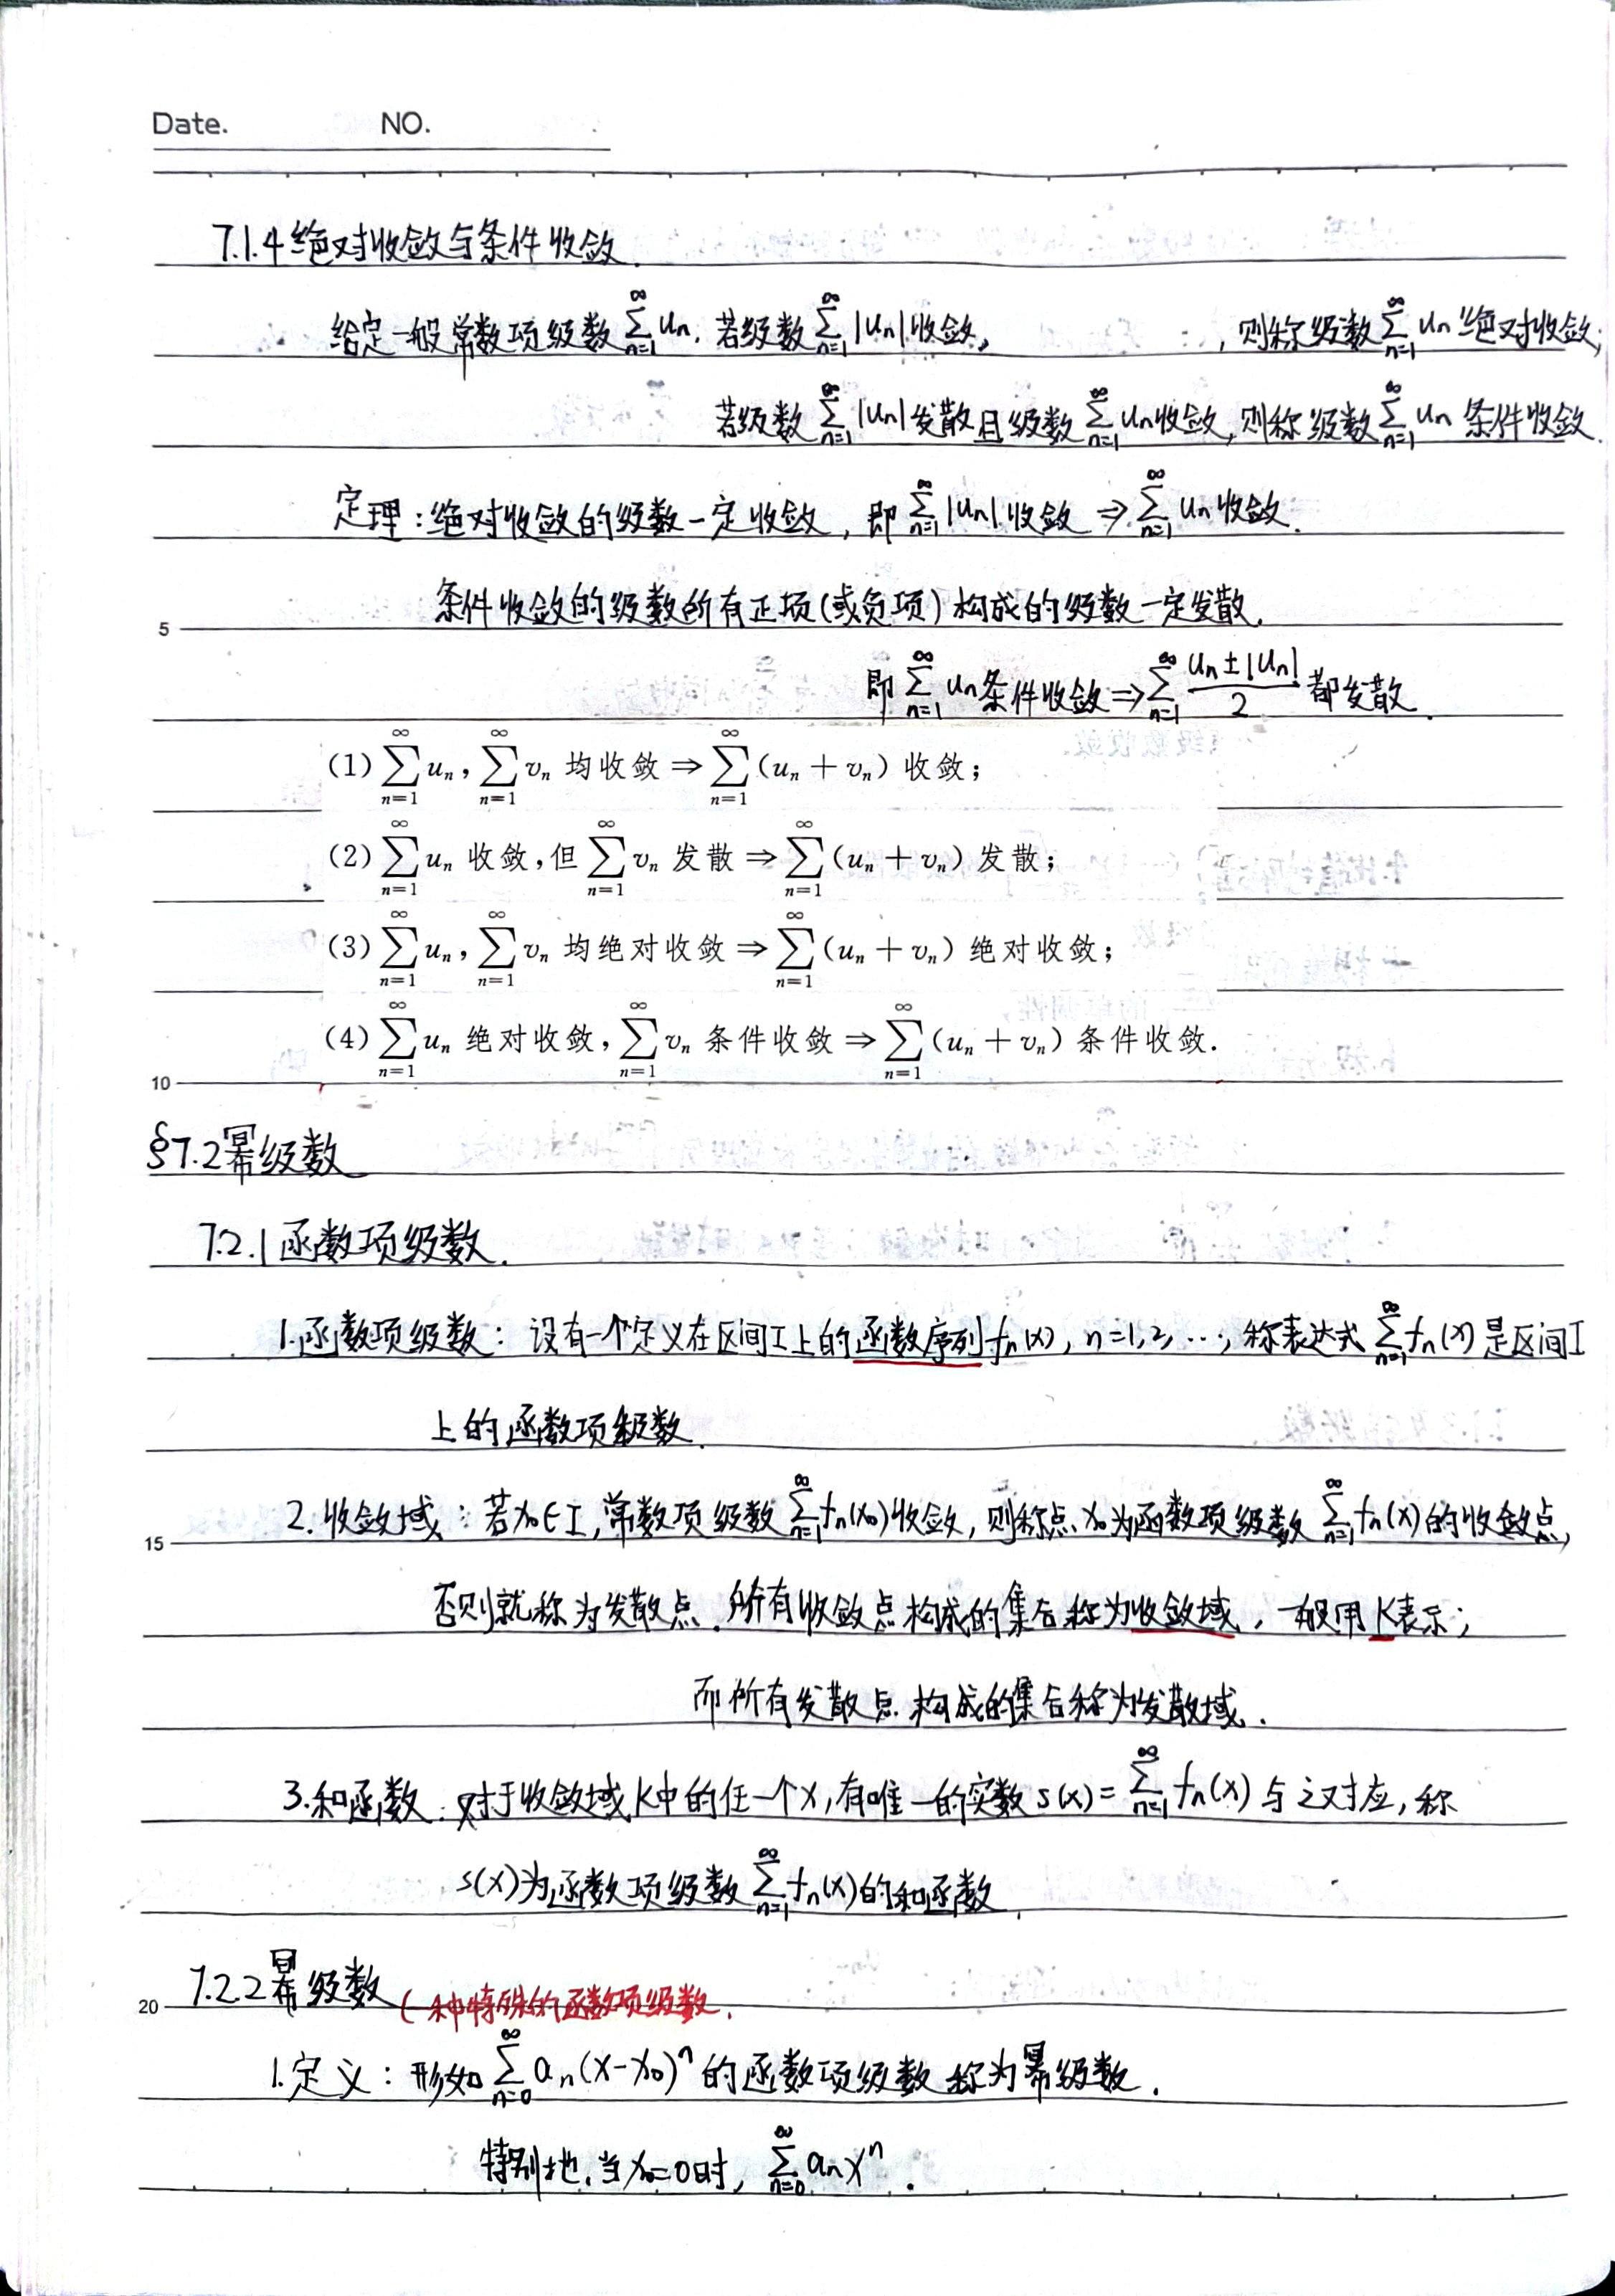 Date. NO.
7.1.4 绝对收敛与条件收敛.
给定一般常数项级数 $\sum_{n=1}^{\infty} u_n$. 若级数 $\sum_{n=1}^{\infty} |u_n|$ 收敛, , 则称级数 $\sum_{n=1}^{\infty} u_n$ 绝对收敛;
若级数 $\sum_{n=1}^{\infty} |u_n|$ 发散且级数 $\sum_{n=1}^{\infty} u_n$ 收敛, 则称级数 $\sum_{n=1}^{\infty} u_n$ 条件收敛.
定理: 绝对收敛的级数一定收敛, 即 $\sum_{n=1}^{\infty} |u_n|$ 收敛 ⇒ $\sum_{n=1}^{\infty} u_n$ 收敛.
5 条件收敛的级数所有正项(或负项)构成的级数一定发散.
即 $\sum_{n=1}^{\infty} u_n$ 条件收敛 ⇒ $\sum_{n=1}^{\infty} \frac{u_n \pm |u_n|}{2}$ 都发散.
(1) $\sum_{n=1}^{\infty} u_n$, $\sum_{n=1}^{\infty} v_n$ 均收敛 ⇒ $\sum_{n=1}^{\infty} (u_n + v_n)$ 收敛;
(2) $\sum_{n=1}^{\infty} u_n$ 收敛,但 $\sum_{n=1}^{\infty} v_n$ 发散 ⇒ $\sum_{n=1}^{\infty} (u_n + v_n)$ 发散;
(3) $\sum_{n=1}^{\infty} u_n$, $\sum_{n=1}^{\infty} v_n$ 均绝对收敛 ⇒ $\sum_{n=1}^{\infty} (u_n + v_n)$ 绝对收敛;
(4) $\sum_{n=1}^{\infty} u_n$ 绝对收敛, $\sum_{n=1}^{\infty} v_n$ 条件收敛 ⇒ $\sum_{n=1}^{\infty} (u_n + v_n)$ 条件收敛.
10
§7.2 幂级数
7.2.1 函数项级数.
1. 函数项级数: 设有一个定义在区间I上的函数序列 $f_n(x)$, n=1,2,…, 称表达式 $\sum_{n=1}^{\infty} f_n(x)$ 是区间I
上的函数项级数.
15 2. 收敛域: 若 $x_0 \in I$, 常数项级数 $\sum_{n=1}^{\infty} f_n(x_0)$ 收敛, 则称点 $x_0$ 为函数项级数 $\sum_{n=1}^{\infty} f_n(x)$ 的收敛点,
否则就称为发散点. 所有收敛点构成的集合称为收敛域, 一般用K表示;
而所有发散点构成的集合称为发散域.
3. 和函数: 对于收敛域K中的任一个x, 有唯一的实数 $s(x) = \sum_{n=1}^{\infty} f_n(x)$ 与之对应, 称
s(x)为函数项级数 $\sum_{n=1}^{\infty} f_n(x)$ 的和函数.
20 7.2.2 幂级数 (一种特殊的函数项级数.
1. 定义: 形如 $\sum_{n=0}^{\infty} a_n (x-x_0)^n$ 的函数项级数称为幂级数.
特别地, 当 $x_0=0$ 时, $\sum_{n=0}^{\infty} a_n x^n$.